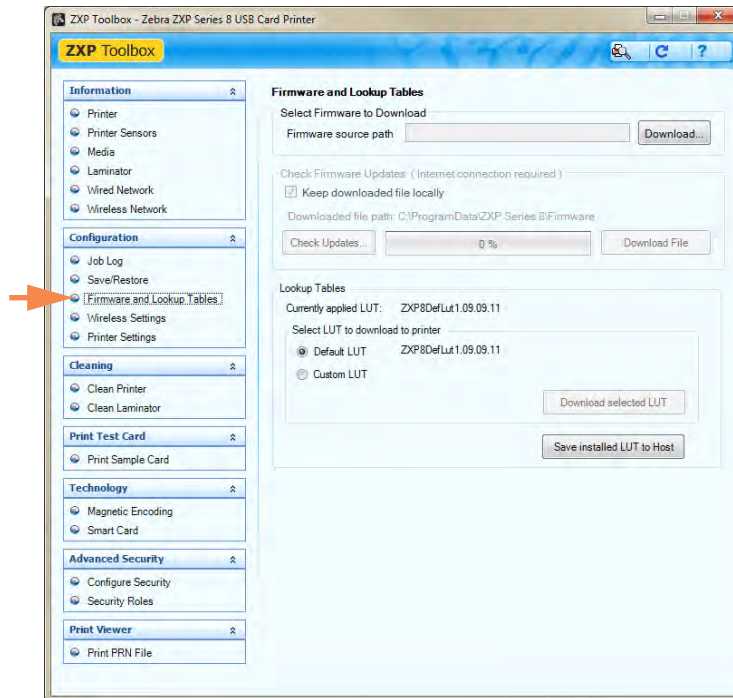 ZXP Toolbox - Zebra ZXP Series 8 USB Card Printer
ZXP Toolbox
?
Information
Printer
Printer Sensors
Media
Laminator
Wired Network
Wireless Network
Configuration
Job Log
Save/Restore
Firmware and Lookup Tables
Wireless Settings
Printer Settings
Cleaning
Clean Printer
Clean Laminator
Print Test Card
Print Sample Card
Technology
Magnetic Encoding
Smart Card
Advanced Security
Configure Security
Security Roles
Print Viewer
Print PRN File
Firmware and Lookup Tables
Select Firmware to Download
Firmware source path
Download...
Check Firmware Updates ( Internet connection required )
Keep downloaded file locally
Downloaded file path: C:\ProgramData\ZXP Series 8\Firmware
Check Updates...
0 %
Download File
Lookup Tables
Currently applied LUT: ZXP8DefLut1.09.09.11
Select LUT to download to printer
Default LUT ZXP8DefLut1.09.09.11
Custom LUT
Download selected LUT
Save installed LUT to Host